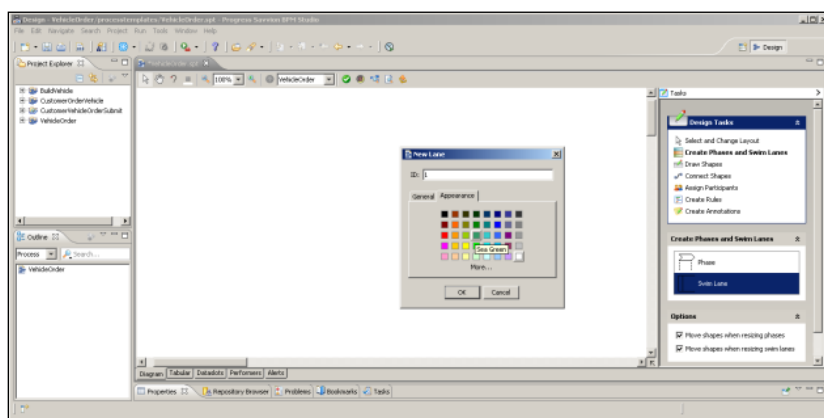 Design - VehicleOrder/processtemplates/VehicleOrder.spt - Progress Savvion BPM Studio
File Edit Navigate Search Project Run Tools Window Help
Design
Project Explorer
BuildVehicle
CustomerOrderVehicle
CustomerVehicleOrderSubmit
VehicleOrder
*VehicleOrder.spt
100%
VehicleOrder
New Lane
ID: 1
General Appearance
Sea Green
More...
OK Cancel
Tasks
Design Tasks
Select and Change Layout
Create Phases and Swim Lanes
Draw Shapes
Connect Shapes
Assign Participants
Create Rules
Create Annotations
Create Phases and Swim Lanes
Phase
Swim Lane
Options
Move shapes when resizing phases
Move shapes when resizing swim lanes
Outline
Process Search...
VehicleOrder
Diagram Tabular Datadots Performers Alerts
Properties Repository Browser Problems Bookmarks Tasks